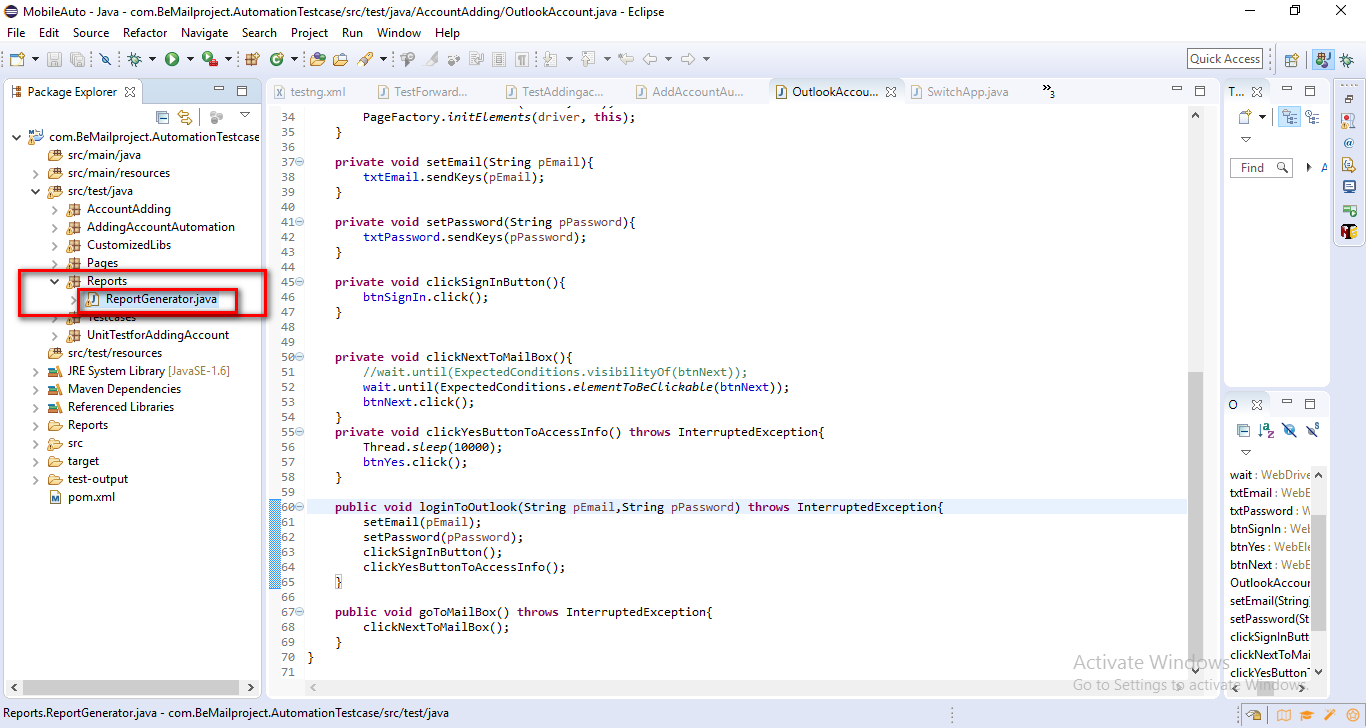 MobileAuto - Java - com.BeMailproject.AutomationTestcase/src/test/java/AccountAdding/OutlookAccount.java - Eclipse
File Edit Source Refactor Navigate Search Project Run Window Help
Quick Access
Package Explorer
com.BeMailproject.AutomationTestcase
src/main/java
src/main/resources
src/test/java
AccountAdding
AddingAccountAutomation
CustomizedLibs
Pages
Reports
ReportGenerator.java
Testcases
UnitTestforAddingAccount
src/test/resources
JRE System Library [JavaSE-1.6]
Maven Dependencies
Referenced Libraries
Reports
src
target
test-output
pom.xml
testng.xml TestForward... TestAddingac... AddAccountAu... OutlookAccou... SwitchApp.java »3
34 PageFactory.initElements(driver, this);
35 }
36
37 private void setEmail(String pEmail){
38 txtEmail.sendKeys(pEmail);
39 }
40
41 private void setPassword(String pPassword){
42 txtPassword.sendKeys(pPassword);
43 }
44
45 private void clickSignInButton(){
46 btnSignIn.click();
47 }
48
49
50 private void clickNextToMailBox(){
51 //wait.until(ExpectedConditions.visibilityOf(btnNext));
52 wait.until(ExpectedConditions.elementToBeClickable(btnNext));
53 btnNext.click();
54 }
55 private void clickYesButtonToAccessInfo() throws InterruptedException{
56 Thread.sleep(10000);
57 btnYes.click();
58 }
59
60 public void loginToOutlook(String pEmail,String pPassword) throws InterruptedException{
61 setEmail(pEmail);
62 setPassword(pPassword);
63 clickSignInButton();
64 clickYesButtonToAccessInfo();
65 }
66
67 public void goToMailBox() throws InterruptedException{
68 clickNextToMailBox();
69 }
70 }
71
T...
Find
A
O
wait : WebDrive
txtEmail : WebE
txtPassword : W
btnSignIn : Wel
btnYes : WebEle
btnNext : WebE
OutlookAccour
setEmail(String
setPassword(St
clickSignInButt
clickNextToMai
clickYesButton
Activate Windows
Go to Settings to activate Windows.
Reports.ReportGenerator.java - com.BeMailproject.AutomationTestcase/src/test/java